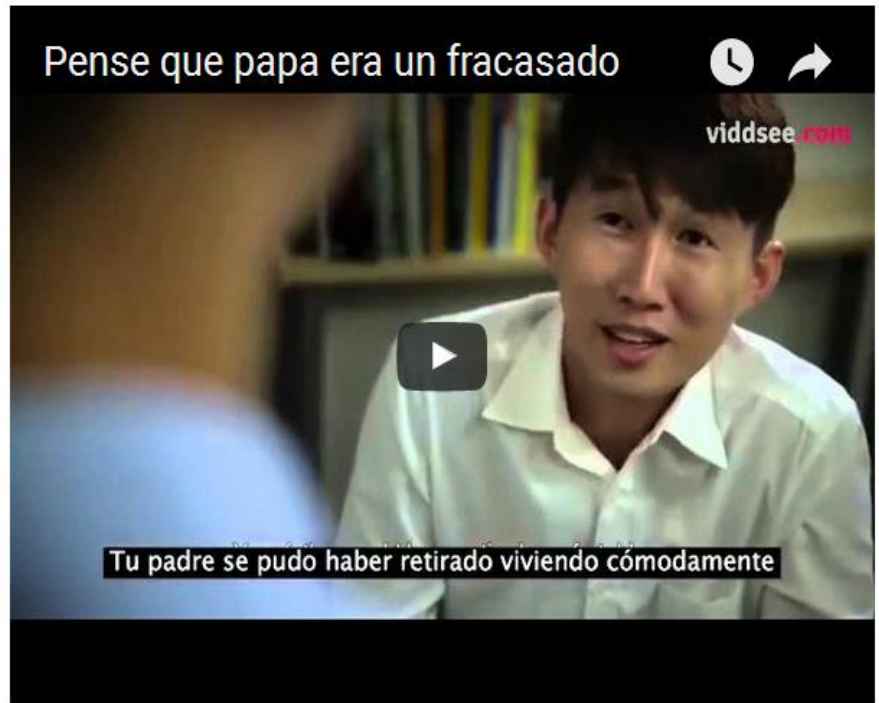 Pense que papa era un fracasado
viddsee.com
Tu padre se pudo haber retirado viviendo cómodamente